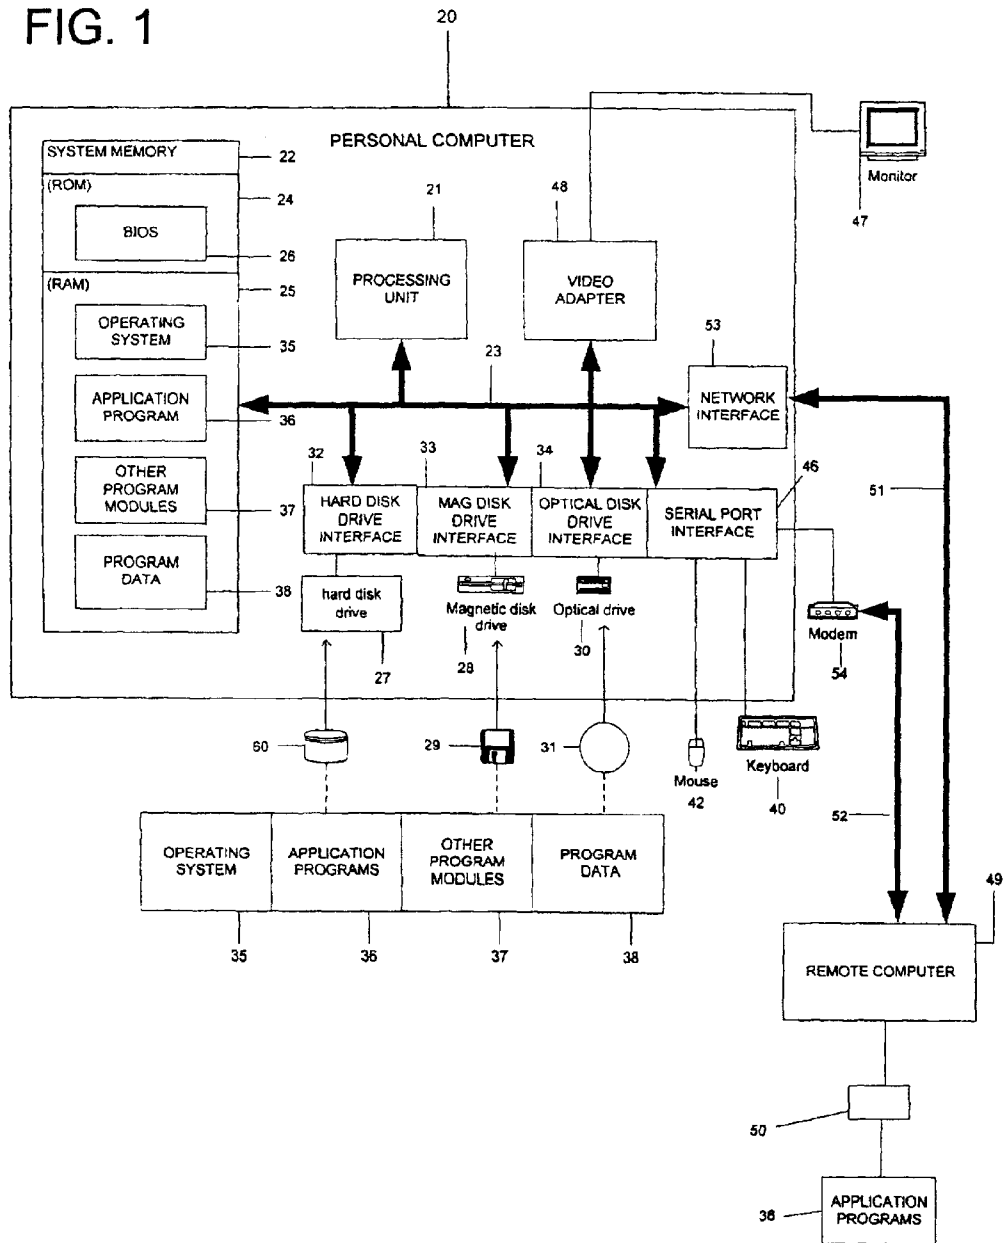 FIG. 1
20
PERSONAL COMPUTER
SYSTEM MEMORY
22
(ROM)
24
BIOS
26
(RAM)
25
OPERATING
SYSTEM
35
APPLICATION
PROGRAM
36
OTHER
PROGRAM
MODULES
37
PROGRAM
DATA
38
21
PROCESSING
UNIT
48
VIDEO
ADAPTER
Monitor
47
23
53
NETWORK
INTERFACE
32
HARD DISK
DRIVE
INTERFACE
33
MAG DISK
DRIVE
INTERFACE
34
OPTICAL DISK
DRIVE
INTERFACE
46
SERIAL PORT
INTERFACE
51
hard disk
drive
27
Magnetic disk
drive
28
Optical drive
30
Modem
54
60
29
31
Mouse
42
Keyboard
40
52
OPERATING
SYSTEM
APPLICATION
PROGRAMS
OTHER
PROGRAM
MODULES
PROGRAM
DATA
35
36
37
38
49
REMOTE COMPUTER
50
36
APPLICATION
PROGRAMS